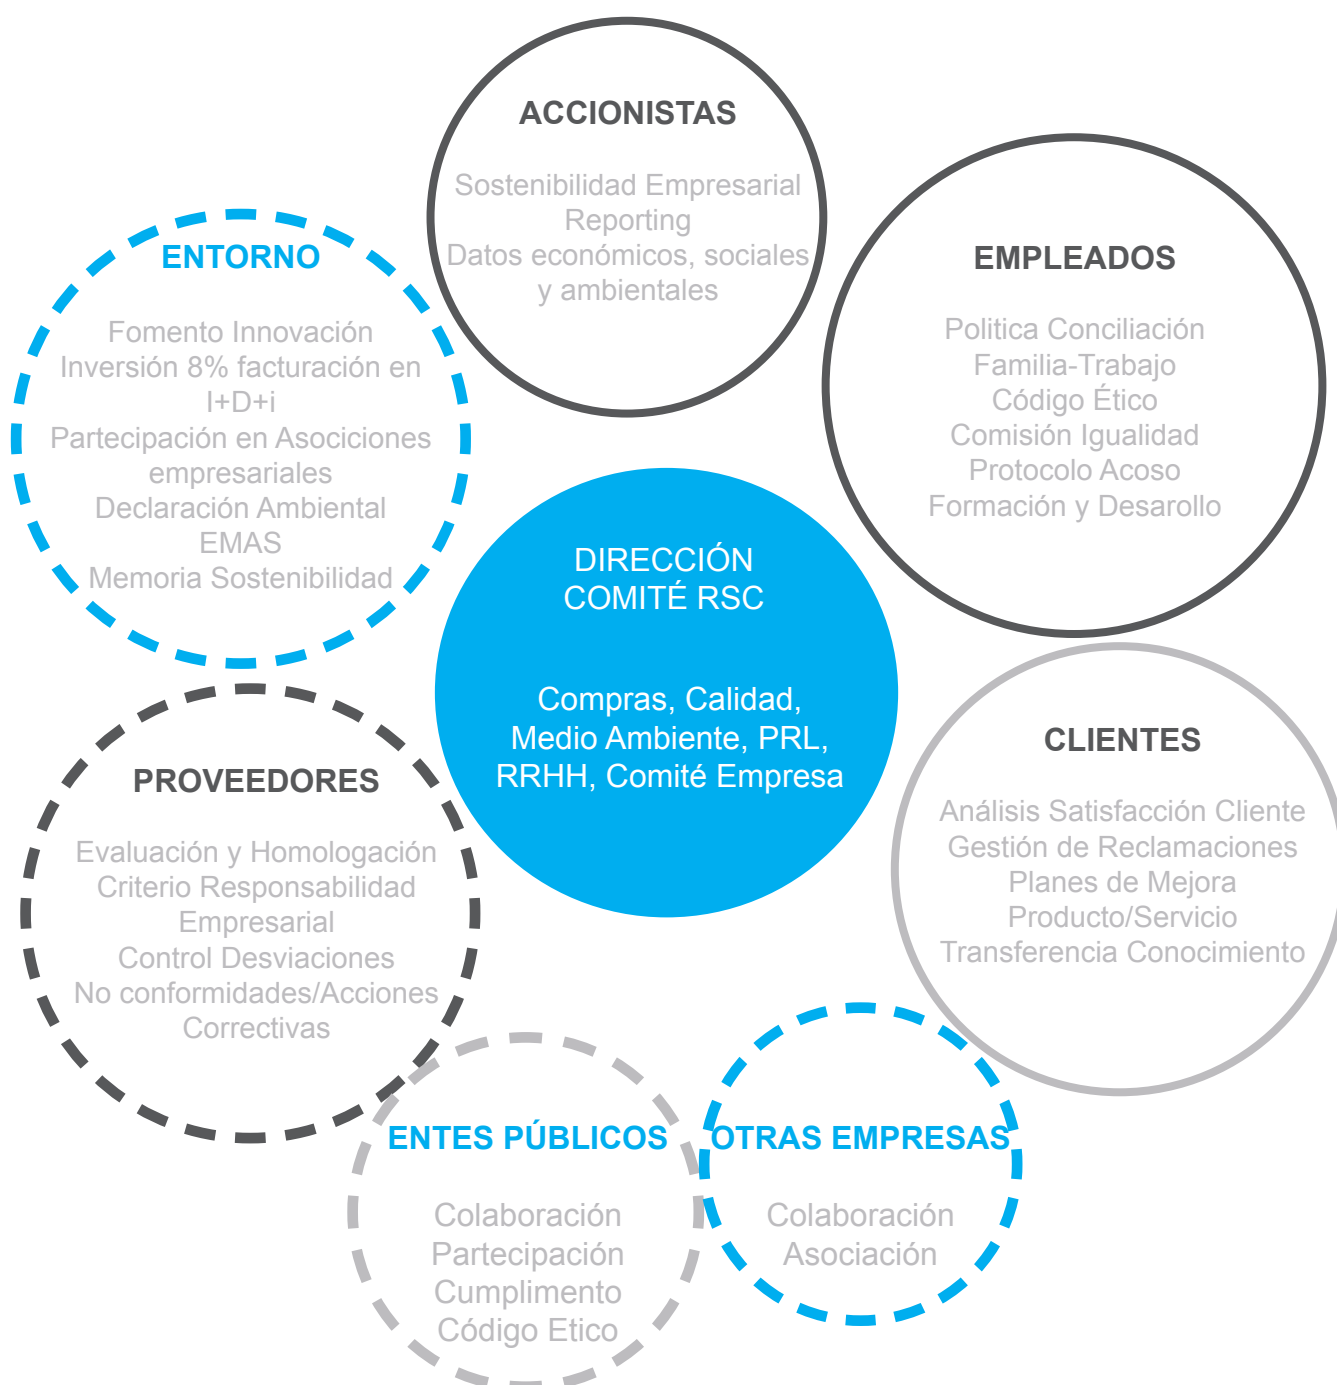 ACCIONISTAS
Sostenibilidad Empresarial
Reporting
Datos económicos, sociales
y ambientales
EMPLEADOS
Politica Conciliación
Familia-Trabajo
Código Ético
Comisión Igualidad
Protocolo Acoso
Formación y Desarollo
ENTORNO
Fomento Innovación
Inversión 8% facturación en
I+D+i
Partecipación en Asociciones
empresariales
Declaración Ambiental
EMAS
Memoria Sostenibilidad
DIRECCIÓN
COMITÉ RSC
Compras, Calidad,
Medio Ambiente, PRL,
RRHH, Comité Empresa
CLIENTES
Análisis Satisfacción Cliente
Gestión de Reclamaciones
Planes de Mejora
Producto/Servicio
Transferencia Conocimiento
PROVEEDORES
Evaluación y Homologación
Criterio Responsabilidad
Empresarial
Control Desviaciones
No conformidades/Acciones
Correctivas
ENTES PÚBLICOS
Colaboración
Partecipación
Cumplimento
Código Etico
OTRAS EMPRESAS
Colaboración
Asociación